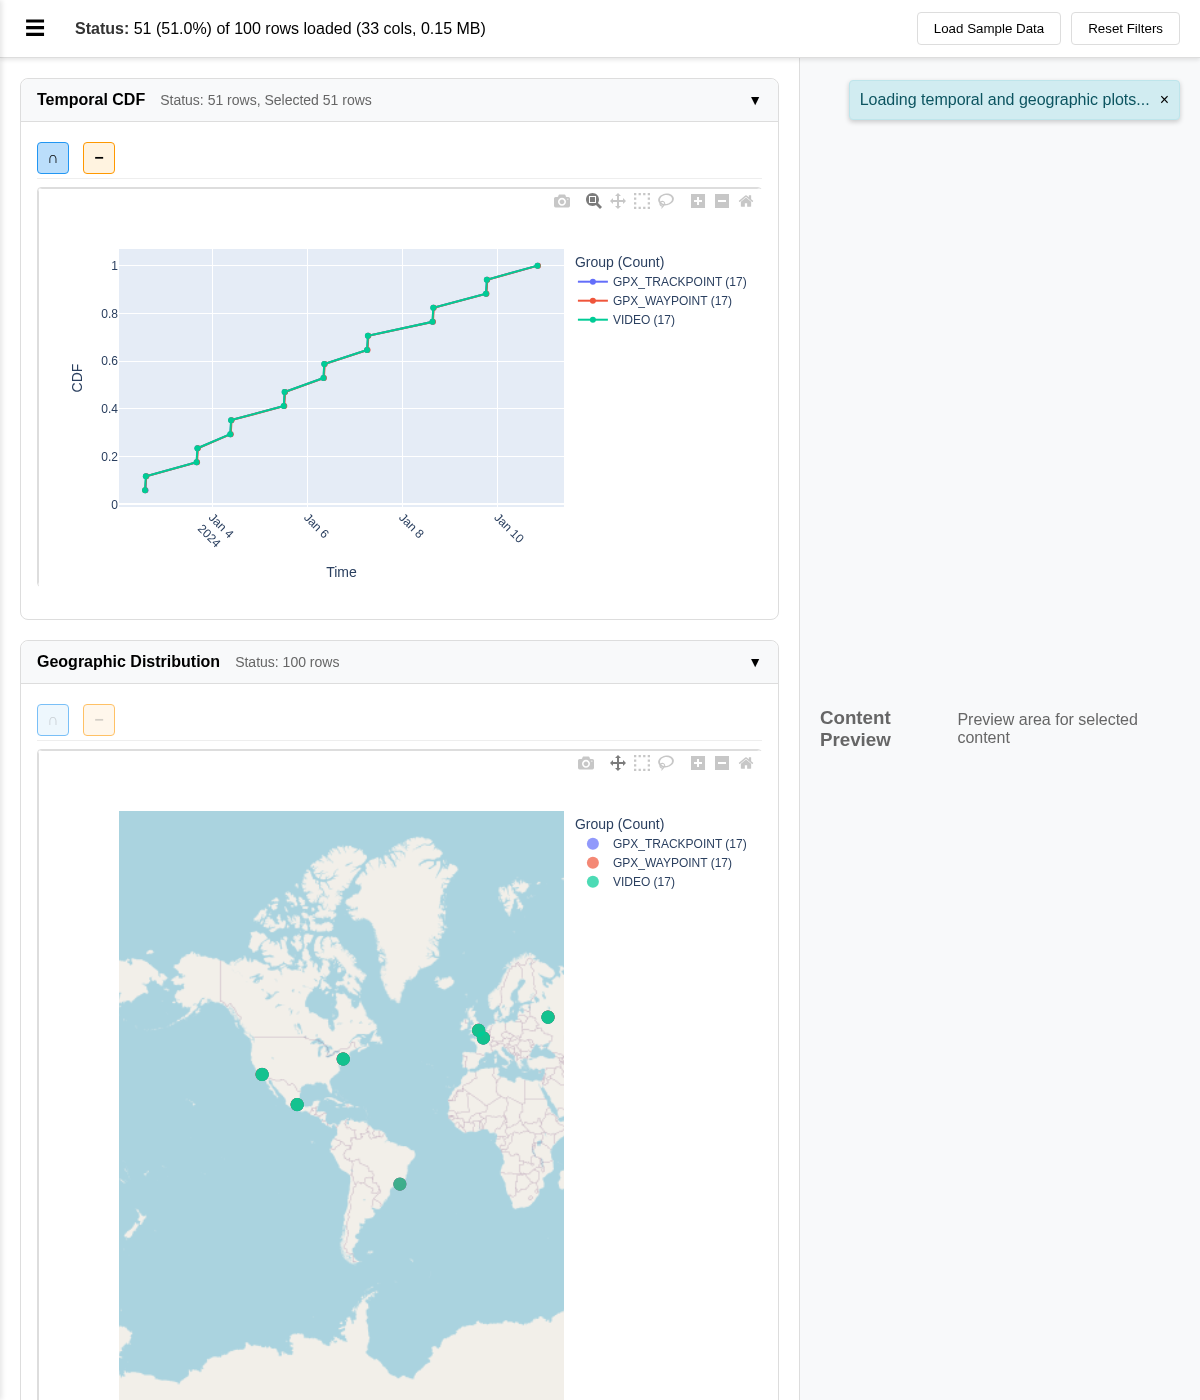 Status: 51 (51.0%) of 100 rows loaded (33 cols, 0.15 MB)
Load Sample Data
Reset Filters
Temporal CDF
Status: 51 rows, Selected 51 rows
▼
Loading temporal and geographic plots...
×
∩
−
Group (Count)
GPX_TRACKPOINT (17)
GPX_WAYPOINT (17)
VIDEO (17)
1
0.8
0.6
0.4
0.2
0
CDF
Jan 4
2024
Jan 6
Jan 8
Jan 10
Time
Geographic Distribution
Status: 100 rows
▼
∩
−
Group (Count)
GPX_TRACKPOINT (17)
GPX_WAYPOINT (17)
VIDEO (17)
Content
Preview
Preview area for selected
content